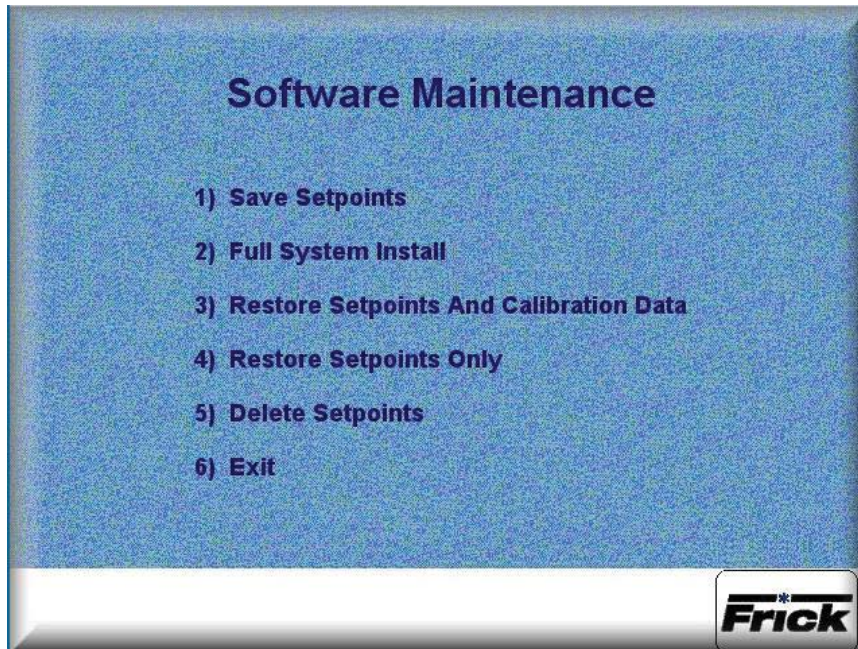 Software Maintenance
1) Save Setpoints
2) Full System Install
3) Restore Setpoints And Calibration Data
4) Restore Setpoints Only
5) Delete Setpoints
6) Exit
Frick